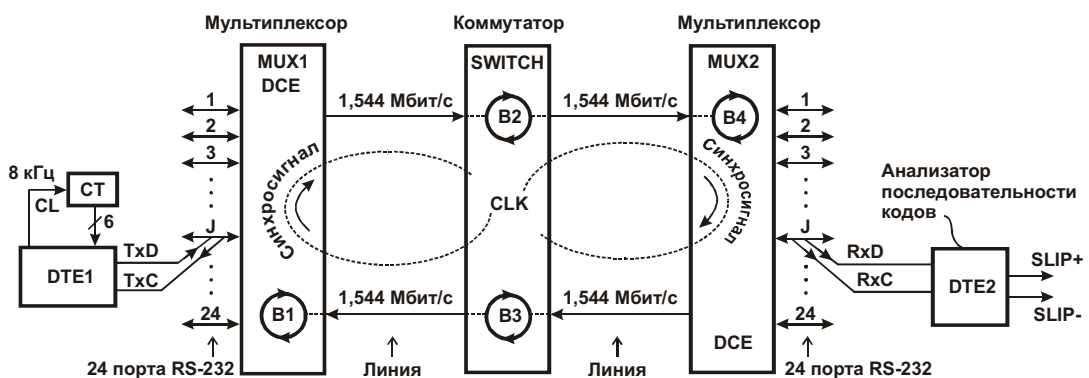 Мультиплексор Коммутатор Мультиплексор
MUX1 SWITCH MUX2
DCE
1,544 Мбит/с 1,544 Мбит/с
B2 B4
1 1
2 2
3 3
Синхросигнал Синхросигнал
CLK
8 кГц
CL
CT
6
Анализатор
последовательности
кодов
J J
TxD RxD
DTE1 DTE2
TxC RxC
SLIP+
SLIP-
1,544 Мбит/с 1,544 Мбит/с
B1 B3
24 24
DCE
24 порта RS-232 Линия Линия 24 порта RS-232